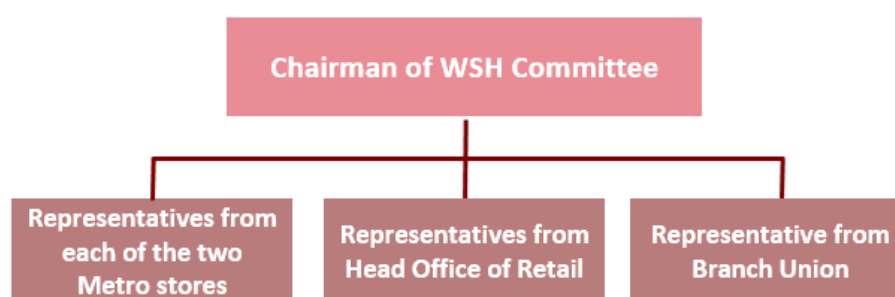 Chairman of WSH Committee
Representatives from
each of the two
Metro stores
Representatives from
Head Office of Retail
Representative from
Branch Union